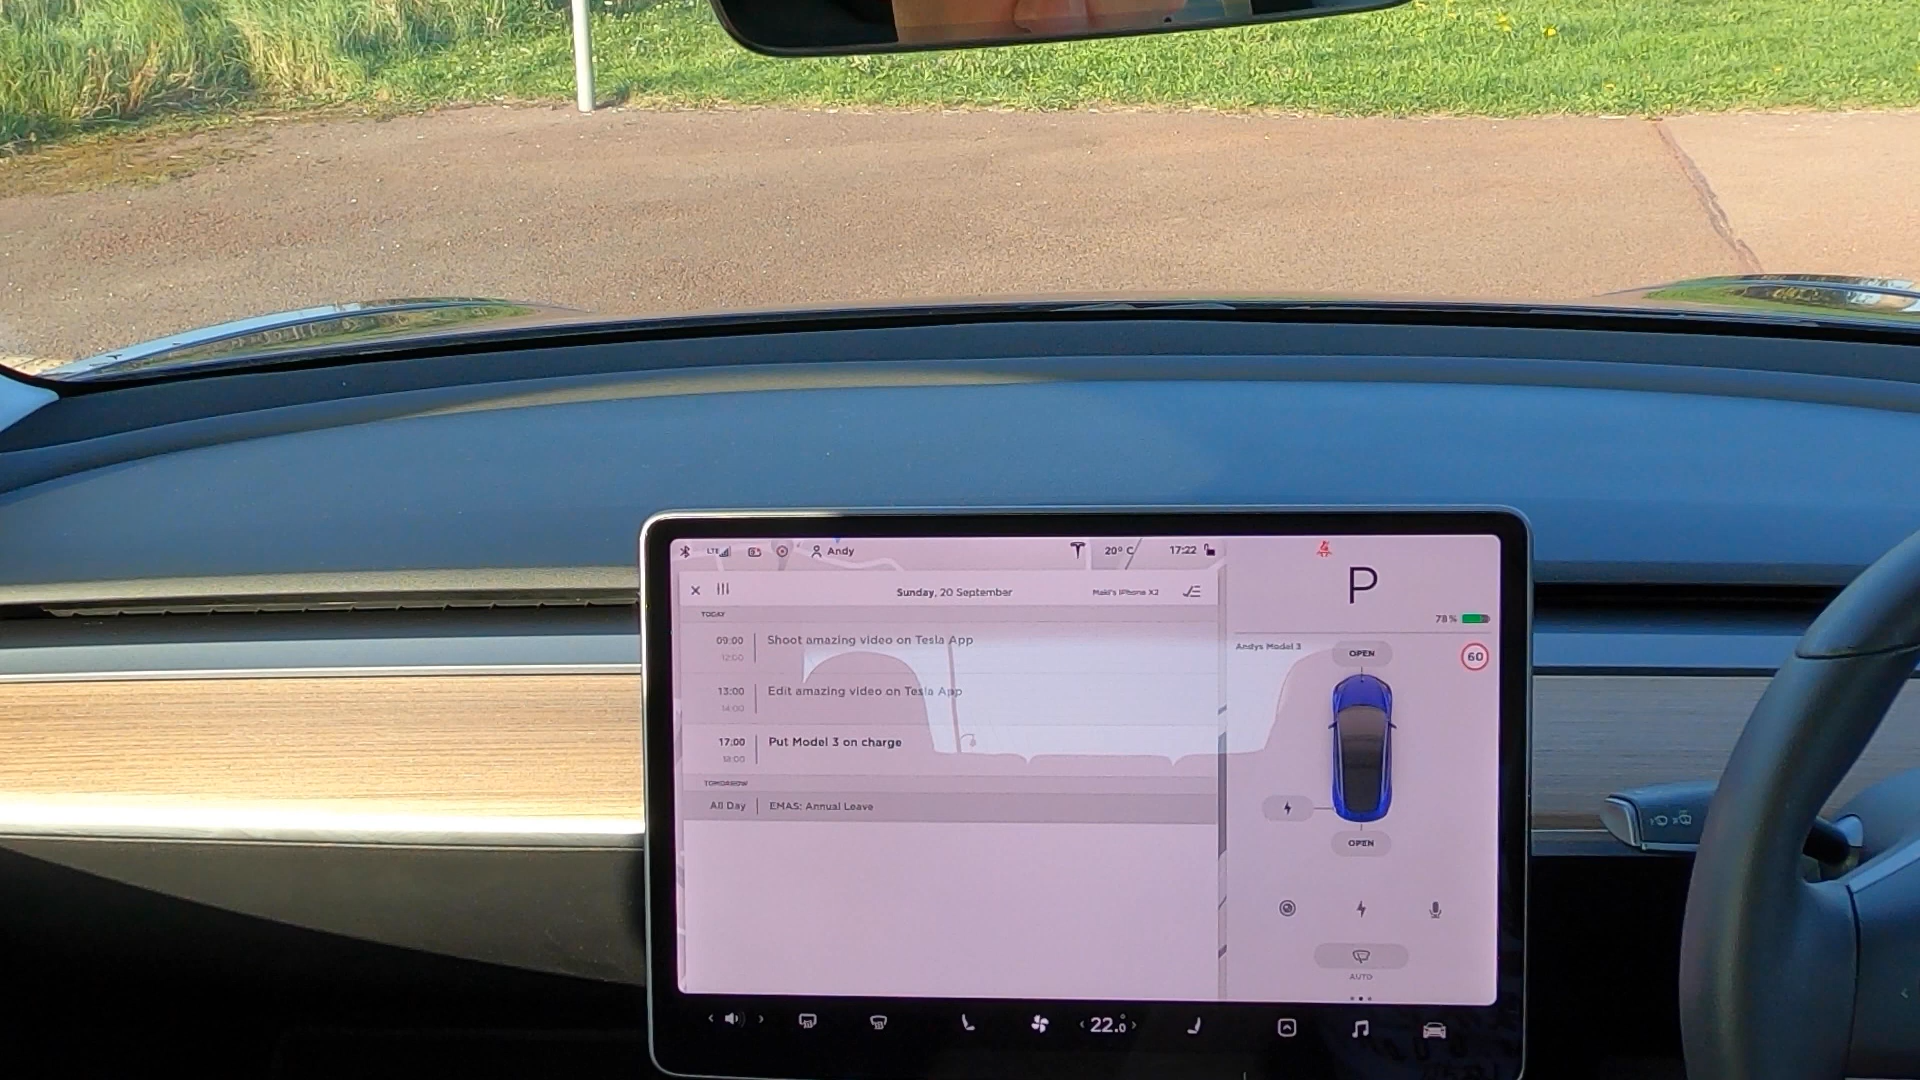 LTE Andy 20° C 17:22
Sunday, 20 September
TODAY
09:00 Shoot amazing video on Tesla App
12:00
13:00 Edit amazing video on Tesla App
14:00
17:00 Put Model 3 on charge
18:00
TOMORROW
All Day EMAS: Annual Leave
P
78%
Andys Model 3
60
OPEN
OPEN
AUTO
22.0